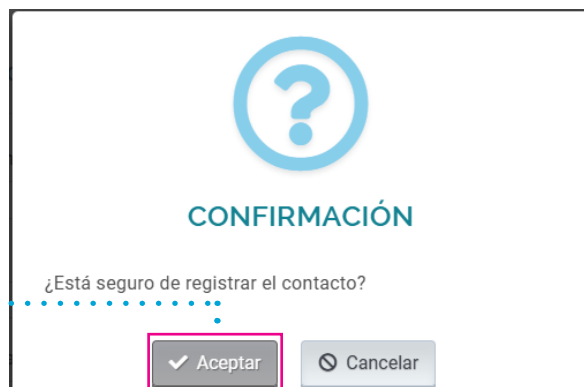 CONFIRMACIÓN
¿Está seguro de registrar el contacto?
Aceptar
Cancelar